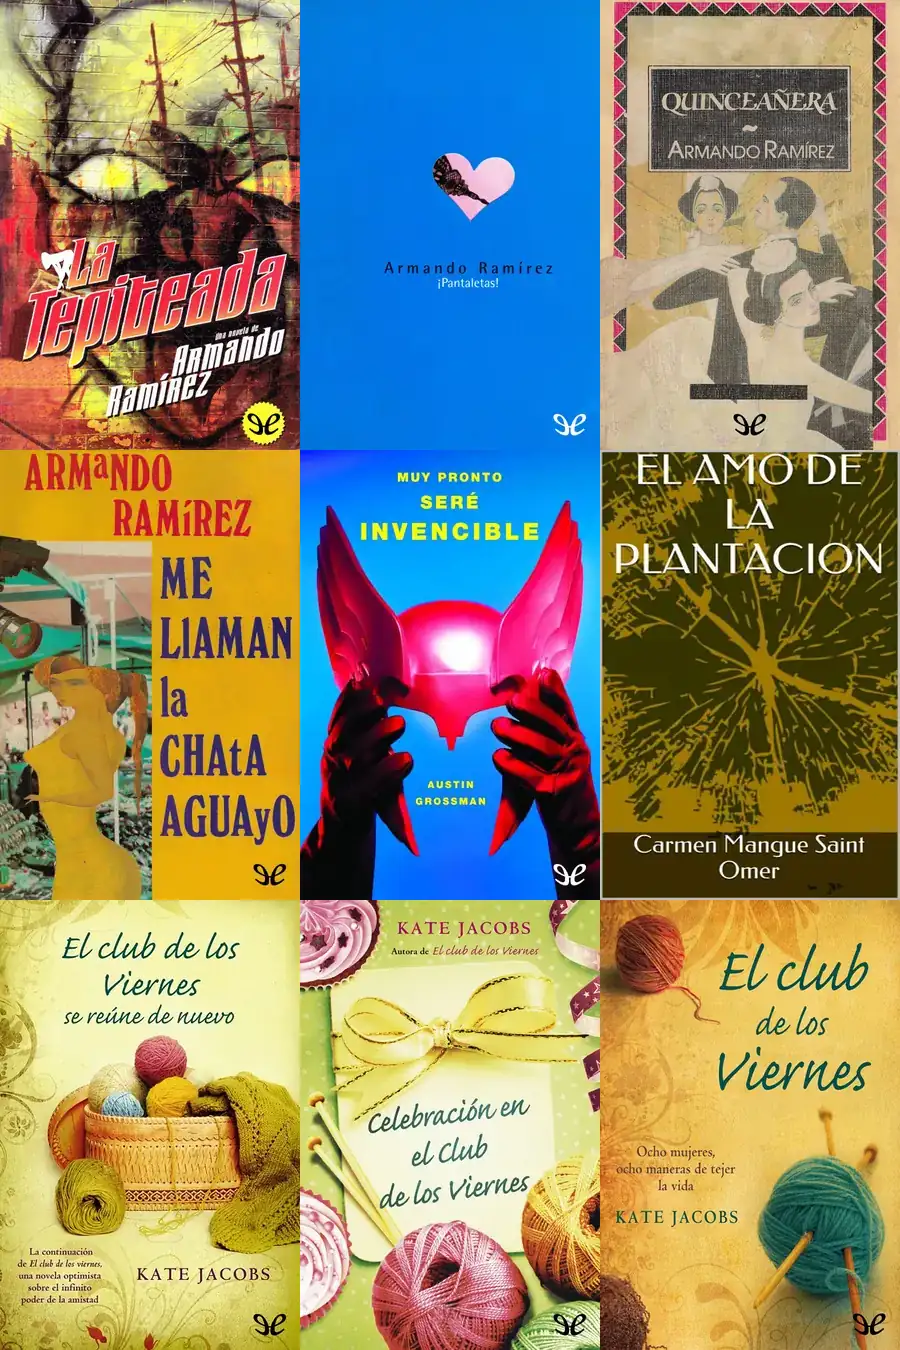 La
Tepiteada
una novela de
Armando
Ramírez
Armando Ramírez
¡Pantaletas!
QUINCEAÑERA
~
ARMANDO RAMÍREZ
ARMaNDO
RAMíREZ
ME
LlAMAN
la
CHAtA
AGUAyO
MUY PRONTO
SERÉ
INVENCIBLE
AUSTIN
GROSSMAN
EL AMO DE
LA
PLANTACION
Carmen Mangue Saint
Omer
El club de los
Viernes
se reúne de nuevo
La continuación
de El club de los viernes,
una novela optimista
sobre el infinito
poder de la amistad
KATE JACOBS
KATE JACOBS
Autora de El club de los Viernes
Celebración en
el Club
de los Viernes
El club
de los
Viernes
Ocho mujeres,
ocho maneras de tejer
la vida
KATE JACOBS